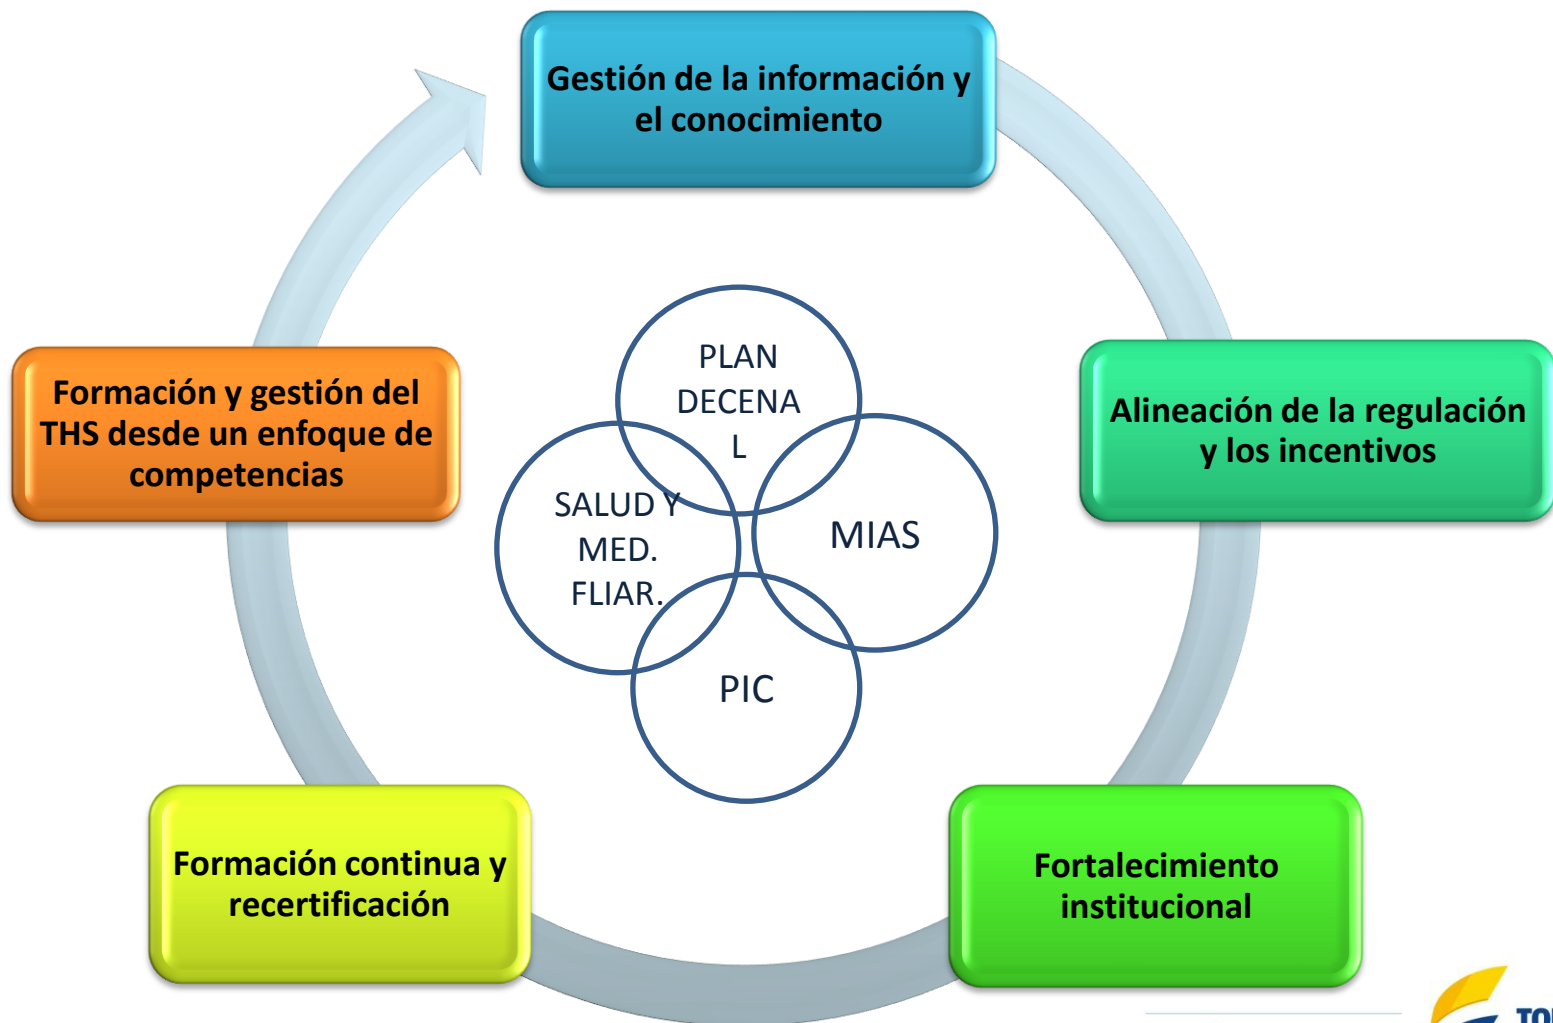 Gestión de la información y
el conocimiento
Alineación de la regulación
y los incentivos
Fortalecimiento
institucional
Formación continua y
recertificación
Formación y gestión del
THS desde un enfoque de
competencias
PLAN
DECENA
L
MIAS
PIC
SALUD Y
MED.
FLIAR.